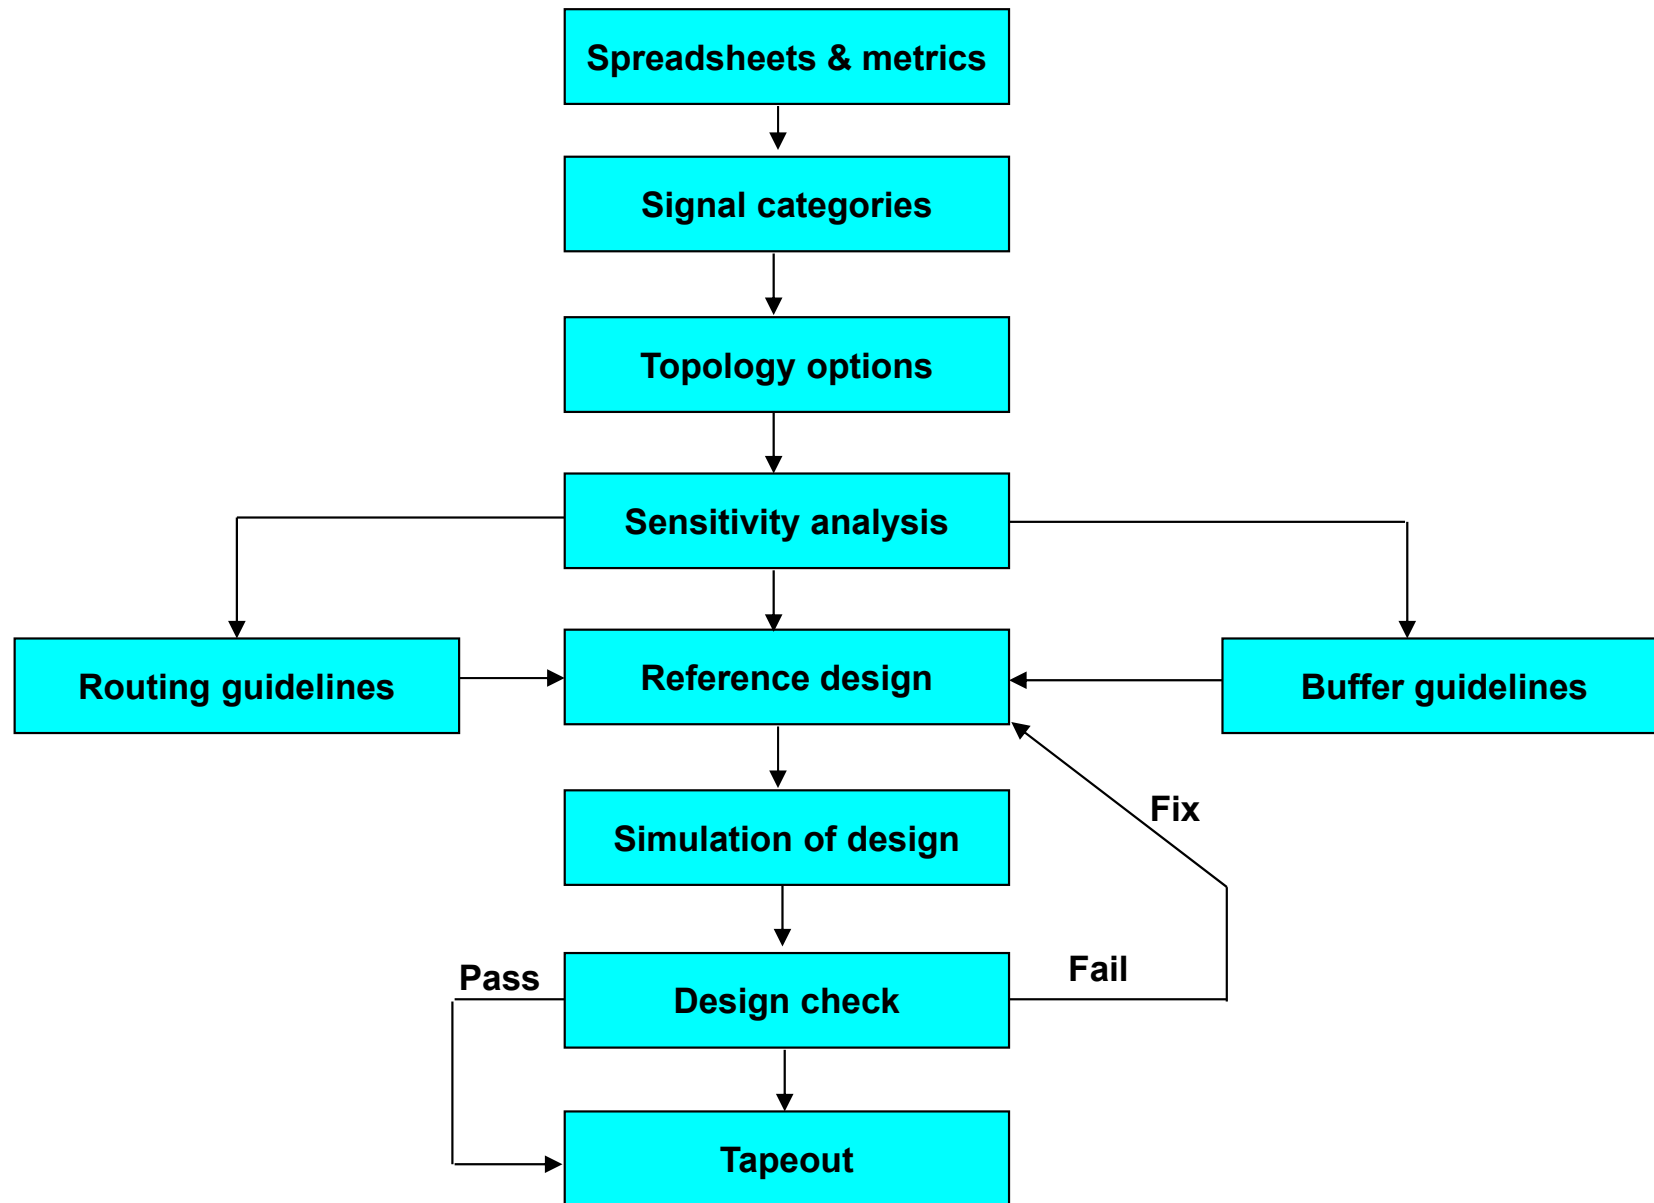 Spreadsheets & metrics
Signal categories
Topology options
Sensitivity analysis
Routing guidelines
Reference design
Buffer guidelines
Fix
Simulation of design
Pass
Fail
Design check
Tapeout